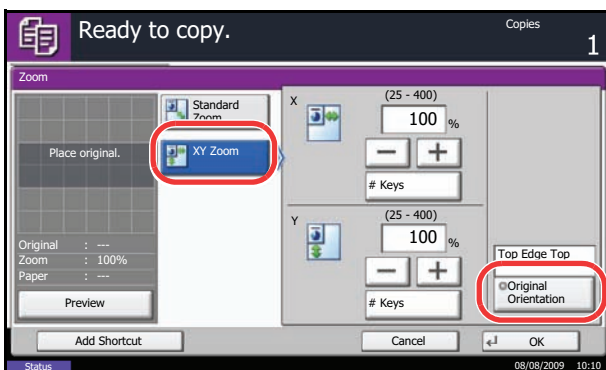 Ready to copy.
Copies
1
Zoom
Place original.
Original : ---
Zoom : 100%
Paper : ---
Preview
Standard
Zoom
XY Zoom
X
(25 - 400)
100 %
# Keys
Y
(25 - 400)
100 %
# Keys
Top Edge Top
Original
Orientation
Add Shortcut
Cancel
OK
Status
08/08/2009 10:10